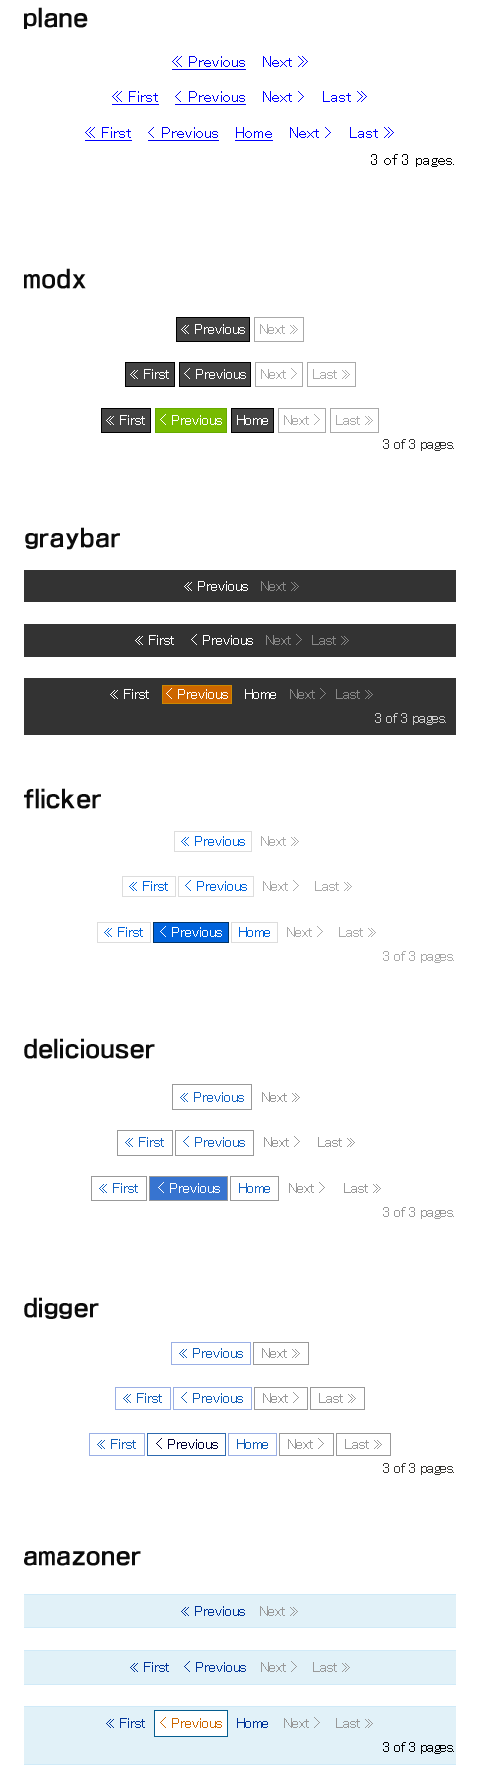 plane
« Previous Next »
« First < Previous Next > Last »
« First < Previous Home Next > Last »
3 of 3 pages.
modx
« Previous Next »
« First < Previous Next > Last »
« First < Previous Home Next > Last »
3 of 3 pages.
graybar
« Previous Next »
« First < Previous Next > Last »
« First < Previous Home Next > Last »
3 of 3 pages.
flicker
« Previous Next »
« First < Previous Next > Last »
« First < Previous Home Next > Last »
3 of 3 pages.
deliciouser
« Previous Next »
« First < Previous Next > Last »
« First < Previous Home Next > Last »
3 of 3 pages.
digger
« Previous Next »
« First < Previous Next > Last »
« First < Previous Home Next > Last »
3 of 3 pages.
amazoner
« Previous Next »
« First < Previous Next > Last »
« First < Previous Home Next > Last »
3 of 3 pages.